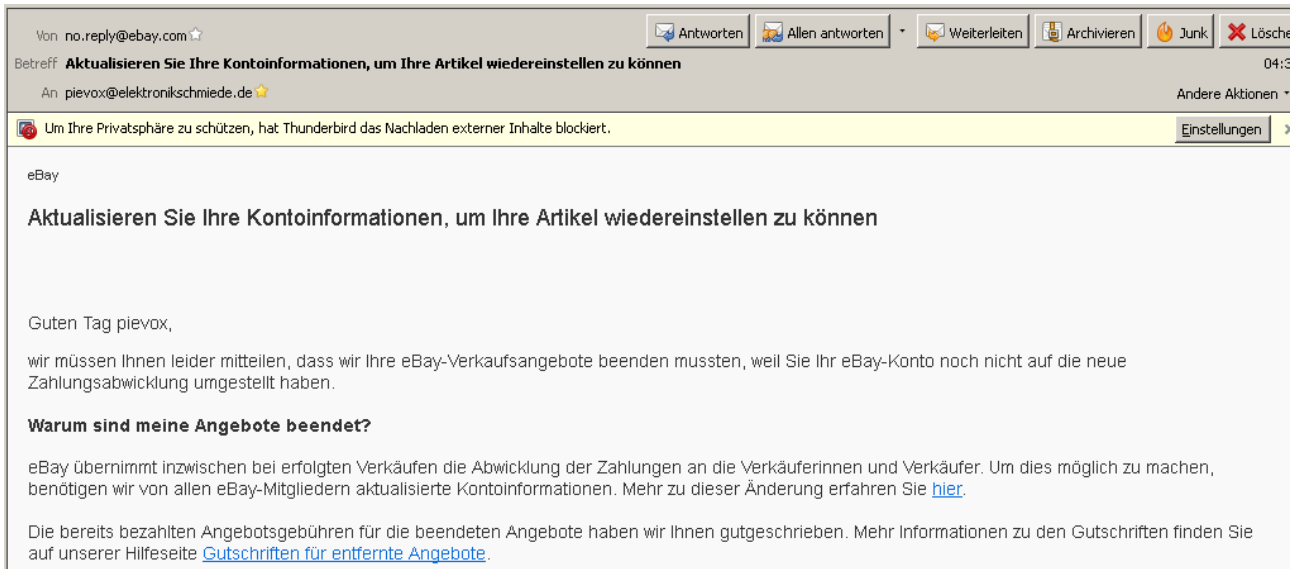 Von no.reply@ebay.com Antworten Allen antworten Weiterleiten Archivieren Junk Lösche
Betreff Aktualisieren Sie Ihre Kontoinformationen, um Ihre Artikel wiedereinstellen zu können 04:3
An pievox@elektronikschmiede.de Andere Aktionen
Um Ihre Privatsphäre zu schützen, hat Thunderbird das Nachladen externer Inhalte blockiert. Einstellungen
eBay
Aktualisieren Sie Ihre Kontoinformationen, um Ihre Artikel wiedereinstellen zu können
Guten Tag pievox,
wir müssen Ihnen leider mitteilen, dass wir Ihre eBay-Verkaufsangebote beenden mussten, weil Sie Ihr eBay-Konto noch nicht auf die neue
Zahlungsabwicklung umgestellt haben.
Warum sind meine Angebote beendet?
eBay übernimmt inzwischen bei erfolgten Verkäufen die Abwicklung der Zahlungen an die Verkäuferinnen und Verkäufer. Um dies möglich zu machen,
benötigen wir von allen eBay-Mitgliedern aktualisierte Kontoinformationen. Mehr zu dieser Änderung erfahren Sie hier.
Die bereits bezahlten Angebotsgebühren für die beendeten Angebote haben wir Ihnen gutgeschrieben. Mehr Informationen zu den Gutschriften finden Sie
auf unserer Hilfeseite Gutschriften für entfernte Angebote.